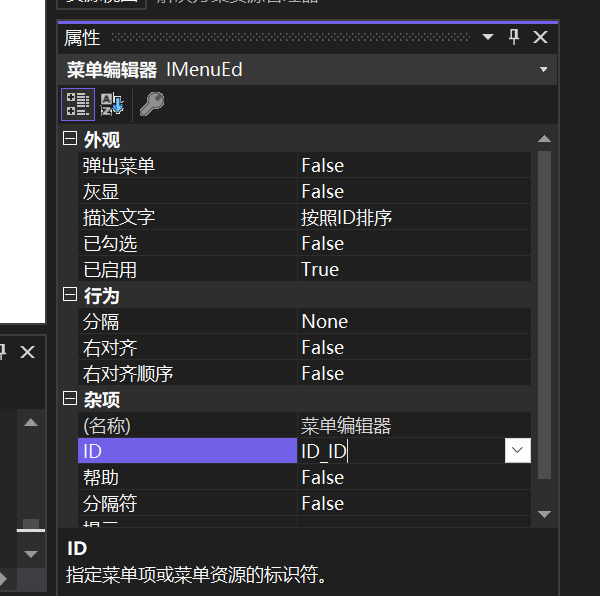 属性
菜单编辑器 IMenuEd
外观
弹出菜单 False
灰显 False
描述文字 按照ID排序
已勾选 False
已启用 True
行为
分隔 None
右对齐 False
右对齐顺序 False
杂项
(名称) 菜单编辑器
ID ID_ID
帮助 False
分隔符 False
ID
指定菜单项或菜单资源的标识符。